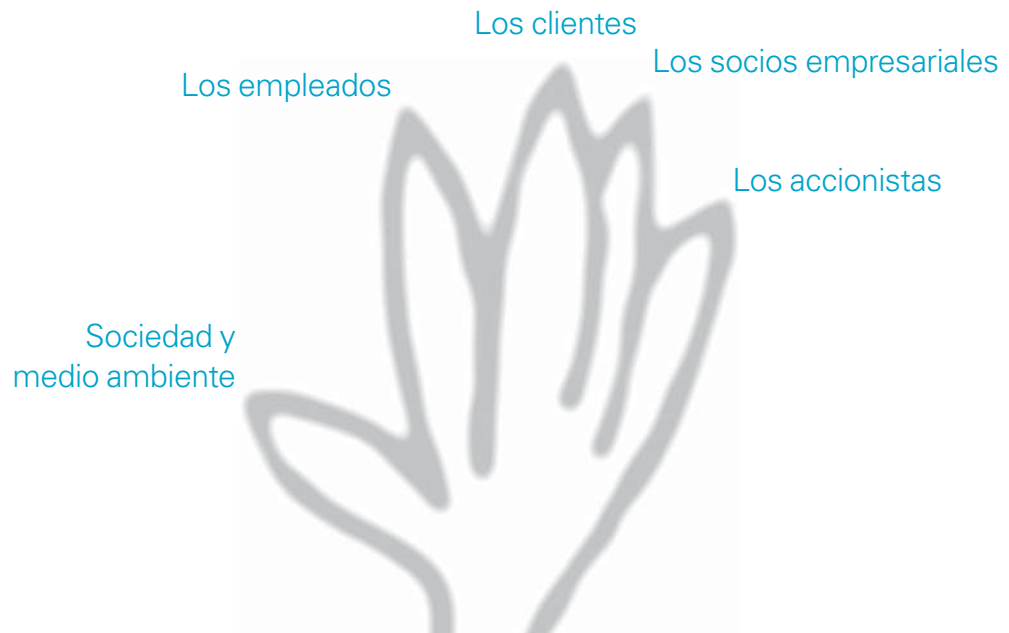 Los clientes
Los socios empresariales
Los empleados
Los accionistas
Sociedad y
medio ambiente